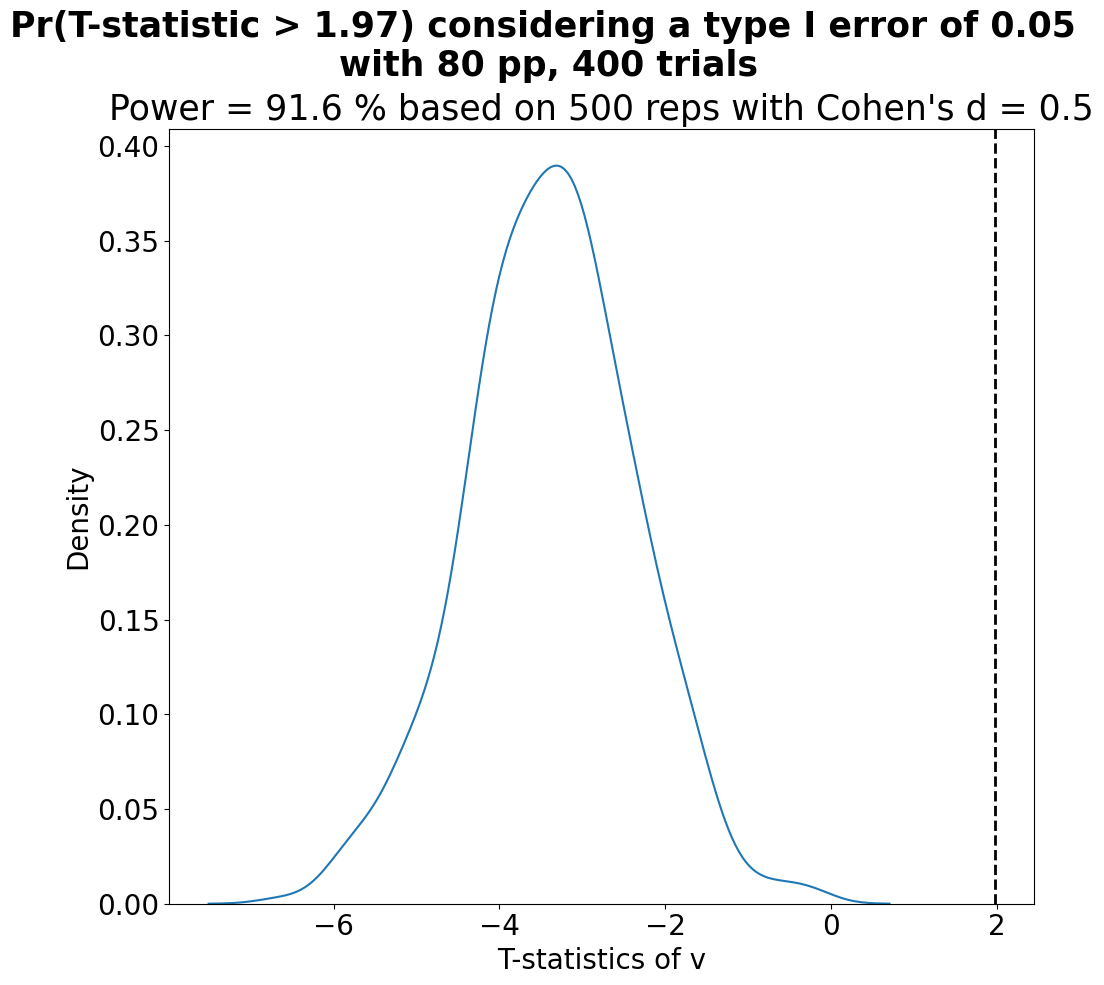 Pr(T-statistic > 1.97) considering a type I error of 0.05
with 80 pp, 400 trials
Power = 91.6 % based on 500 reps with Cohen's d = 0.5
0.40
0.35
0.30
0.25
0.20
0.15
0.10
0.05
0.00
Density
−6
−4
−2
0
2
T-statistics of v